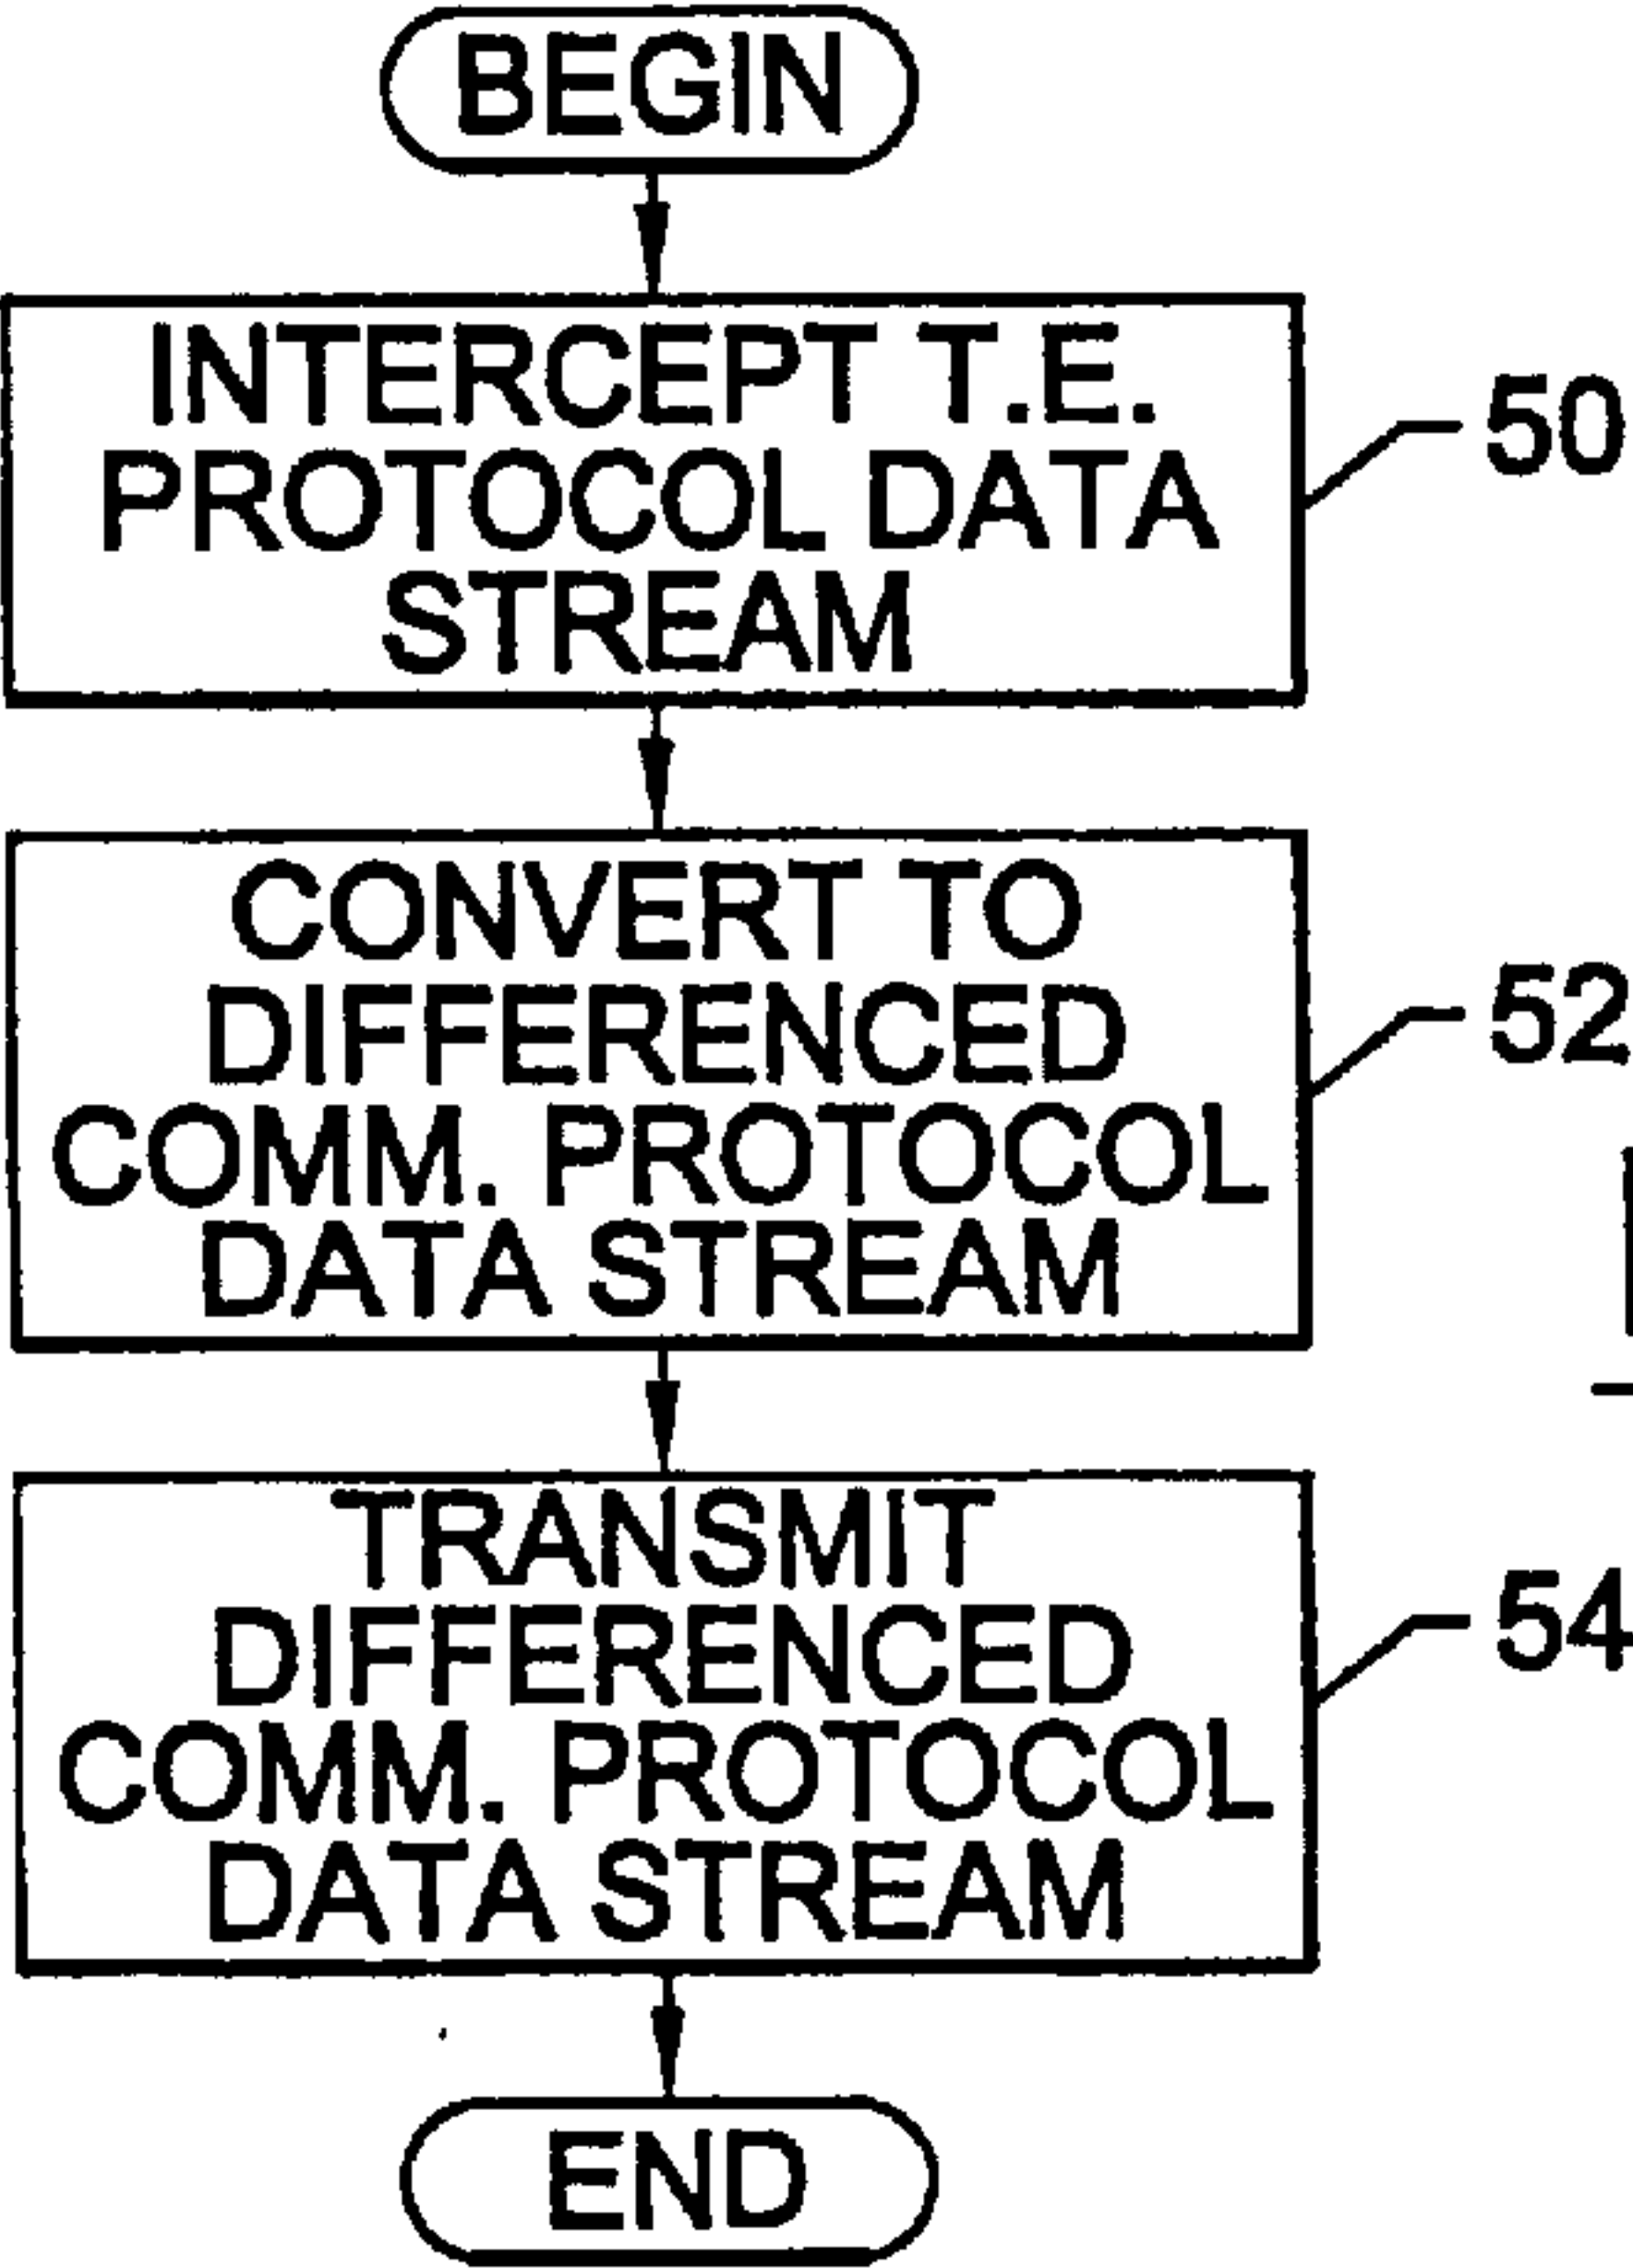 BEGIN
INTERCEPT T.E.
PROTOCOL DATA
STREAM
50
CONVERT TO
DIFFERENCED
COMM. PROTOCOL
DATA STREAM
52
TRANSMIT
DIFFERENCED
COMM. PROTOCOL
DATA STREAM
54
END